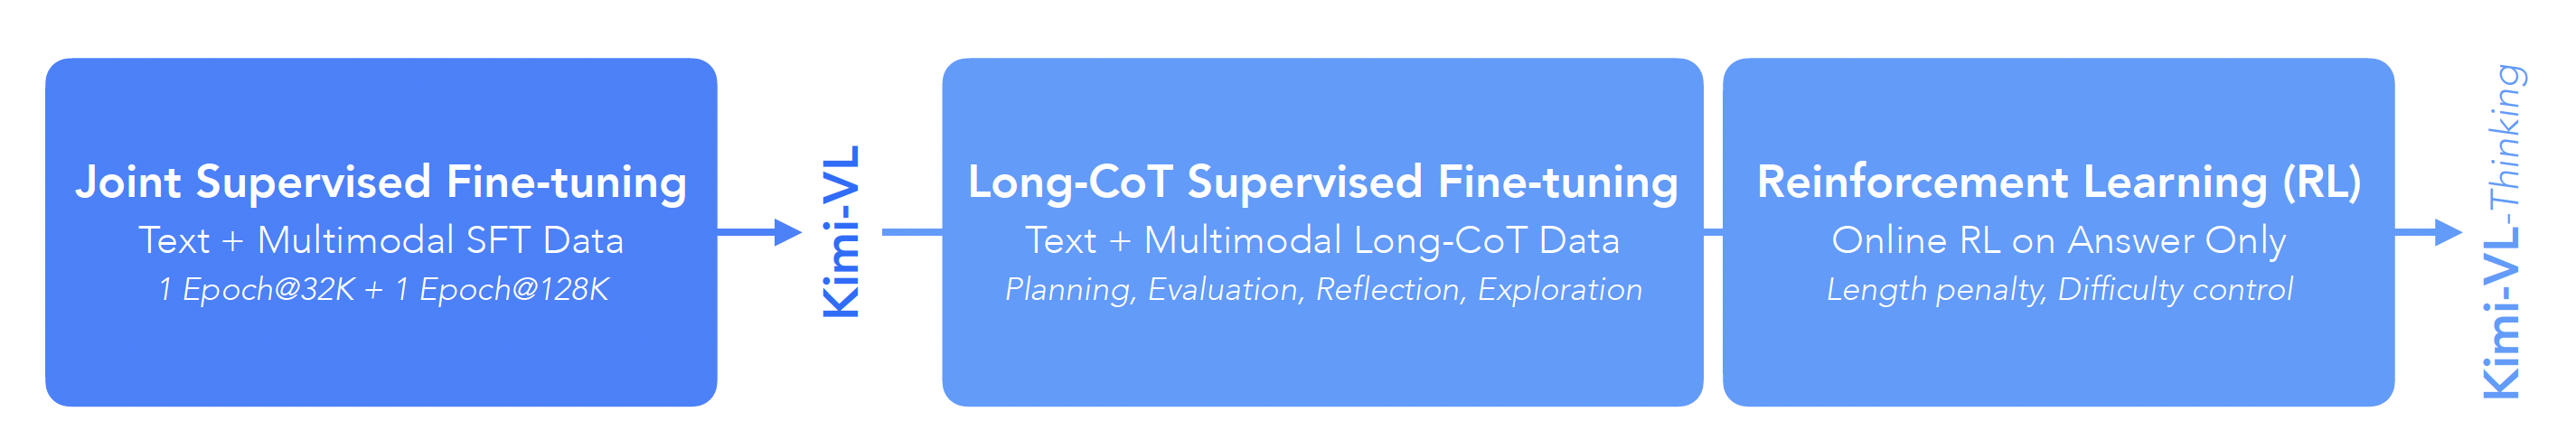 Joint Supervised Fine-tuning
Text + Multimodal SFT Data
1 Epoch@32K + 1 Epoch@128K
Kimi-VL
Long-CoT Supervised Fine-tuning
Text + Multimodal Long-CoT Data
Planning, Evaluation, Reflection, Exploration
Reinforcement Learning (RL)
Online RL on Answer Only
Length penalty, Difficulty control
Kimi-VL-Thinking